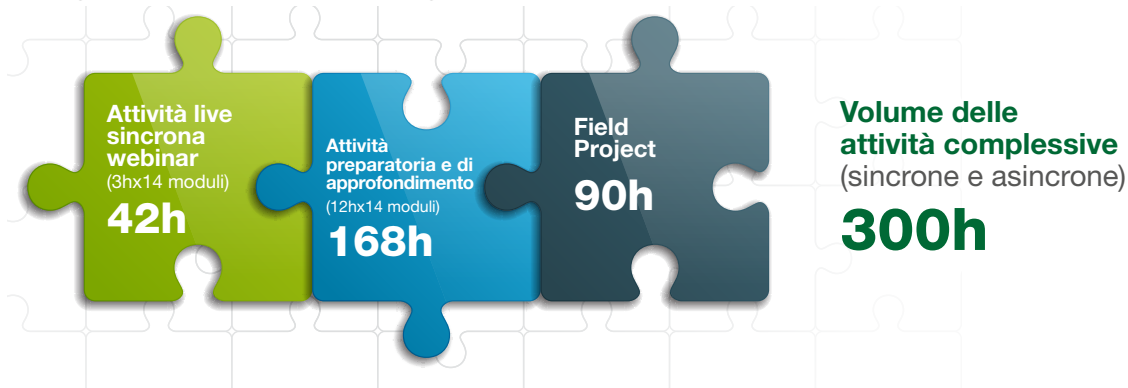 Attività live
sincrona
webinar
(3hx14 moduli)
42h
Attività
preparatoria e di
approfondimento
(12hx14 moduli)
168h
Field
Project
90h
Volume delle
attività complessive
(sincrone e asincrone)
300h